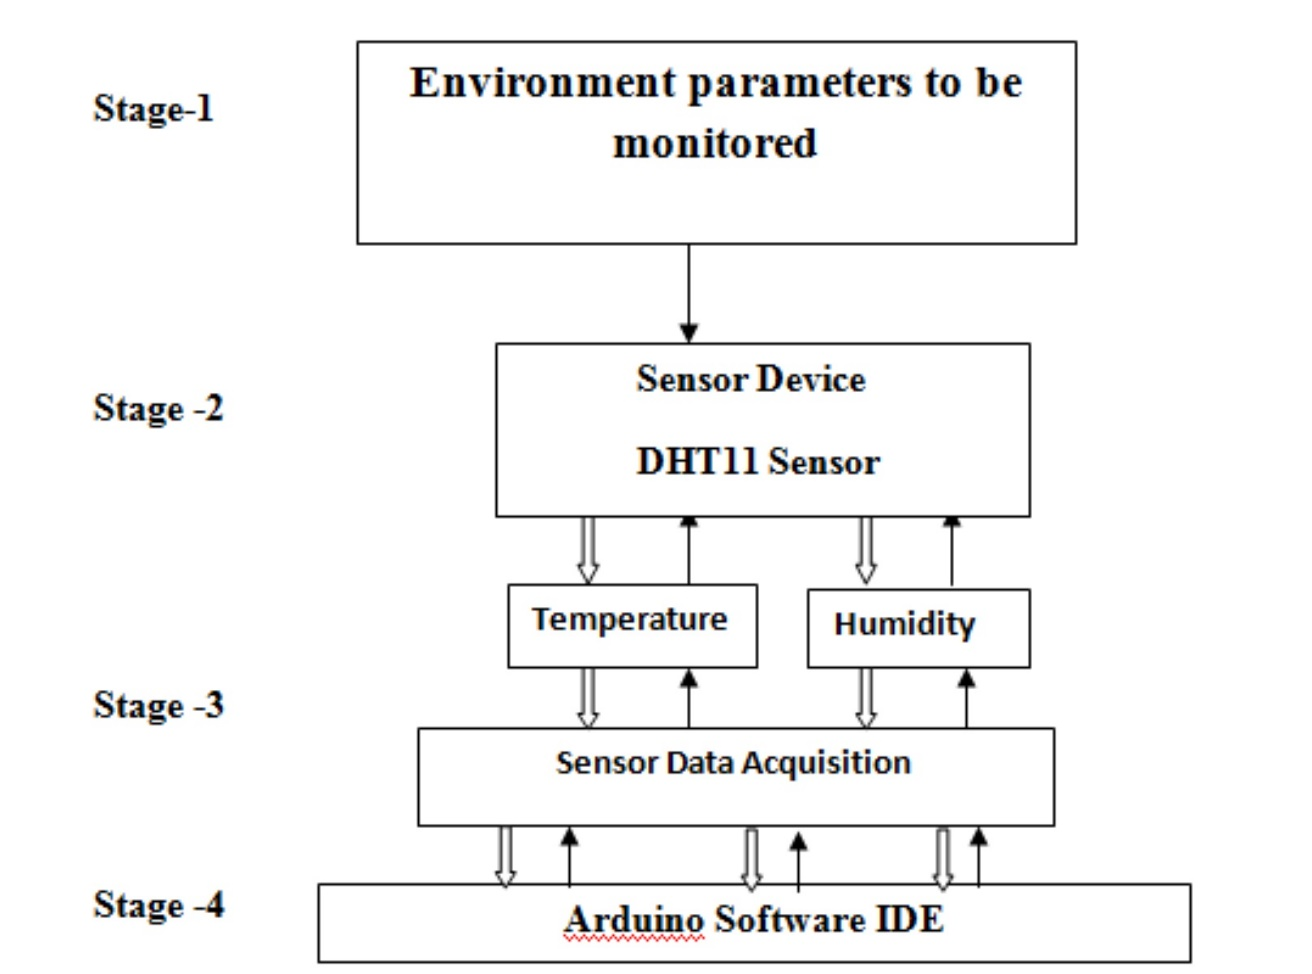 Stage-1
Environment parameters to be
monitored
Stage -2
Sensor Device
DHT11 Sensor
Temperature
Humidity
Stage -3
Sensor Data Acquisition
Stage -4
Arduino Software IDE